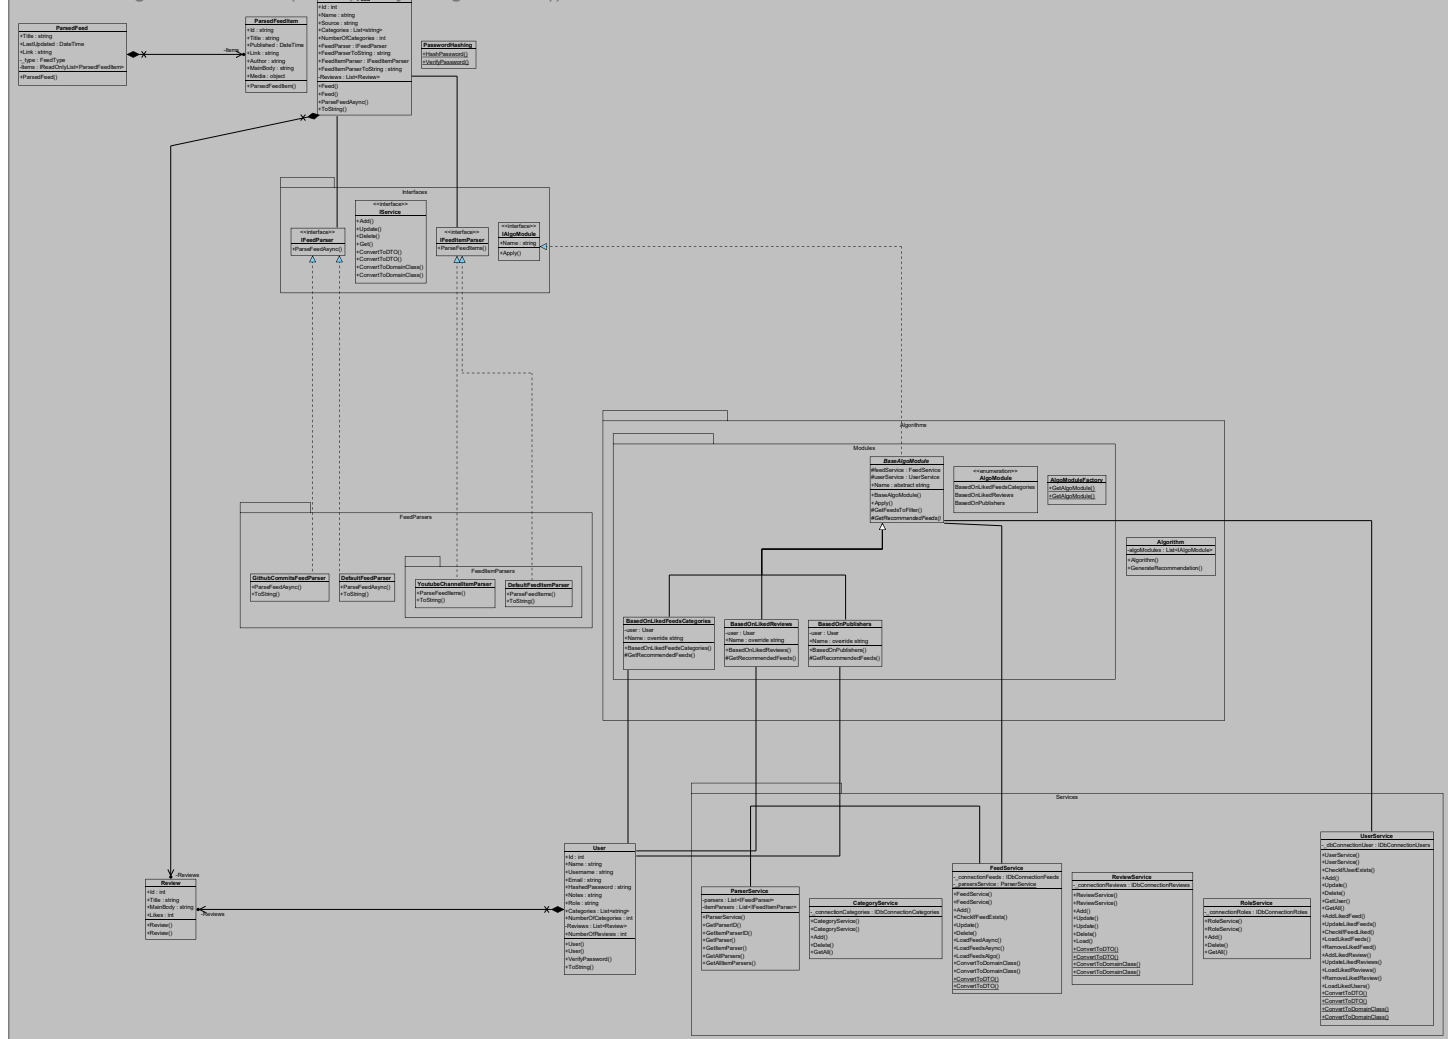 ParsedFeed
+Title : string
+LastUpdated : DateTime
+Link : string
-_type : FeedType
-Items : IReadOnlyList<ParsedFeedItem>
+ParsedFeed()
-Items
ParsedFeedItem
+Id : string
+Title : string
+Published : DateTime
+Link : string
+Author : string
+MainBody : string
+Media : object
+ParsedFeedItem()
+Id : int
+Name : string
+Source : string
+Categories : List<string>
+NumberOfCategories : int
+FeedParser : IFeedParser
+FeedParserToString : string
+FeedItemParser : IFeedItemParser
+FeedItemParserToString : string
-Reviews : List<Review>
+Feed()
+Feed()
+ParseFeedAsync()
+ToString()
PasswordHashing
+HashPassword()
+VerifyPassword()
Interfaces
<<interface>>
IFeedParser
+ParseFeedAsync()
<<interface>>
IService
+Add()
+Update()
+Delete()
+Get()
+ConvertToDTO()
+ConvertToDTO()
+ConvertToDomainClass()
+ConvertToDomainClass()
<<interface>>
IFeedItemParser
+ParseFeedItems()
<<interface>>
IAlgoModule
+Name : string
+Apply()
Algorithms
Modules
BaseAlgoModule
#feedService : FeedService
#userService : UserService
+Name : abstract string
+BaseAlgoModule()
+Apply()
#GetFeedsToFilter()
#GetRecommendedFeeds()
<<enumeration>>
AlgoModule
BasedOnLikedFeedsCategories
BasedOnLikedReviews
BasedOnPublishers
AlgoModuleFactory
+GetAlgoModule()
+GetAlgoModule()
Algorithm
-algoModules : List<IAlgoModule>
+Algorithm()
+GenerateRecommendation()
FeedParsers
GithubCommitsFeedParser
+ParseFeedAsync()
+ToString()
DefaultFeedParser
+ParseFeedAsync()
+ToString()
FeedItemParsers
YoutubeChannelItemParser
+ParseFeedItems()
+ToString()
DefaultFeedItemParser
+ParseFeedItems()
+ToString()
BasedOnLikedFeedsCategories
-user : User
+Name : override string
+BasedOnLikedFeedsCategories()
#GetRecommendedFeeds()
BasedOnLikedReviews
-user : User
+Name : override string
+BasedOnLikedReviews()
#GetRecommendedFeeds()
BasedOnPublishers
-user : User
+Name : override string
+BasedOnPublishers()
#GetRecommendedFeeds()
Services
-Reviews
Review
+Id : int
+Title : string
+MainBody : string
+Likes : int
+Review()
+Review()
-Reviews
User
+Id : int
+Name : string
+Username : string
+Email : string
+HashedPassword : string
+Notes : string
+Role : string
+Categories : List<string>
+NumberOfCategories : int
-Reviews : List<Review>
+NumberOfReviews : int
+User()
+User()
+VerifyPassword()
+ToString()
ParserService
-parsers : List<IFeedParser>
-itemParsers : List<IFeedItemParser>
+ParserService()
+GetParserID()
+GetItemParserID()
+GetParser()
+GetItemParser()
+GetAllParsers()
+GetAllItemParsers()
CategoryService
-_connectionCategories : IDbConnectionCategories
+CategoryService()
+CategoryService()
+Add()
+Delete()
+GetAll()
FeedService
-_connectionFeeds : IDbConnectionFeeds
-_parsersService : ParserService
+FeedService()
+FeedService()
+Add()
+CheckIfFeedExists()
+Update()
+Delete()
+LoadFeedAsync()
+LoadFeedsAsync()
+LoadFeedsAlgo()
+ConvertToDomainClass()
+ConvertToDomainClass()
+ConvertToDTO()
+ConvertToDTO()
ReviewService
-_connectionReviews : IDbConnectionReviews
+ReviewService()
+ReviewService()
+Add()
+Update()
+Update()
+Delete()
+Load()
+ConvertToDTO()
+ConvertToDTO()
+ConvertToDomainClass()
+ConvertToDomainClass()
RoleService
-_connectionRoles : IDbConnectionRoles
+RoleService()
+RoleService()
+Add()
+Delete()
+GetAll()
UserService
-_dbConnectionUser : IDbConnectionUsers
+UserService()
+UserService()
+CheckIfUserExists()
+Add()
+Update()
+Delete()
+GetUser()
+GetAll()
+AddLikedFeed()
+UpdateLikedFeeds()
+CheckIfFeedLiked()
+LoadLikedFeeds()
+RemoveLikedFeed()
+AddLikedReview()
+UpdateLikedReviews()
+LoadLikedReviews()
+RemoveLikedReview()
+LoadLikedUsers()
+ConvertToDTO()
+ConvertToDTO()
+ConvertToDomainClass()
+ConvertToDomainClass()